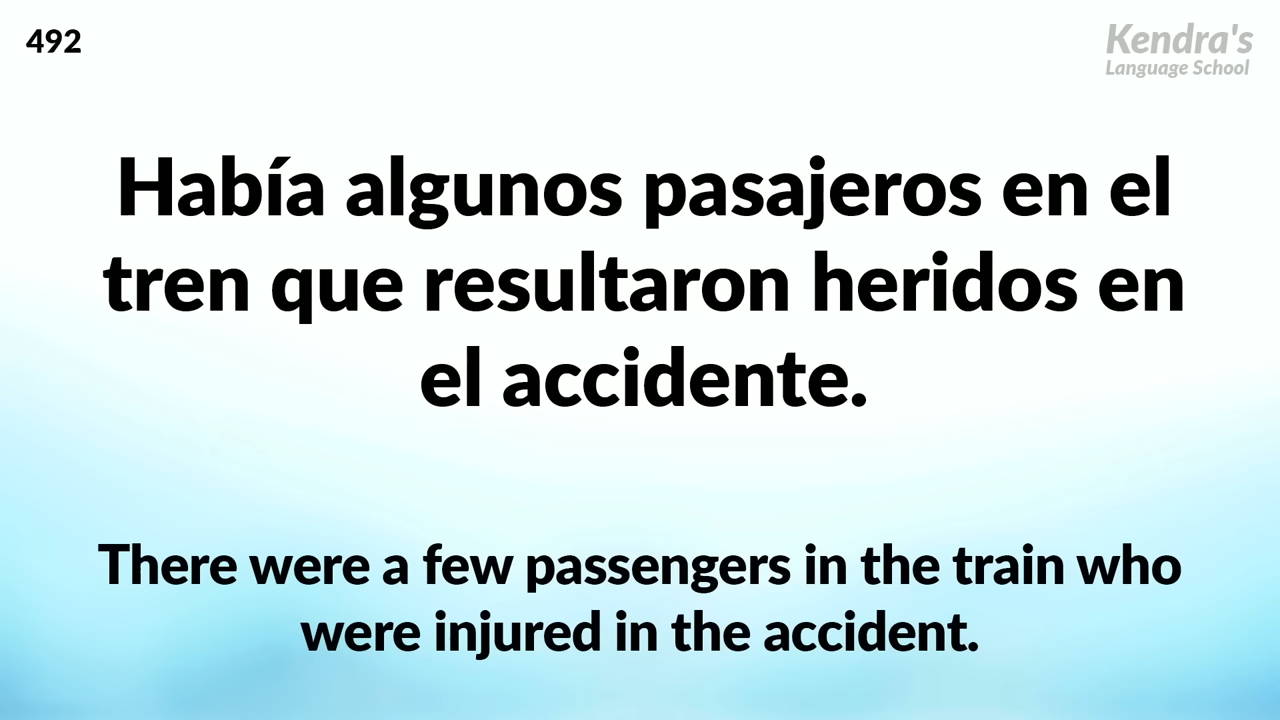 492
Kendra's
Language School
Había algunos pasajeros en el
tren que resultaron heridos en
el accidente.
There were a few passengers in the train who
were injured in the accident.